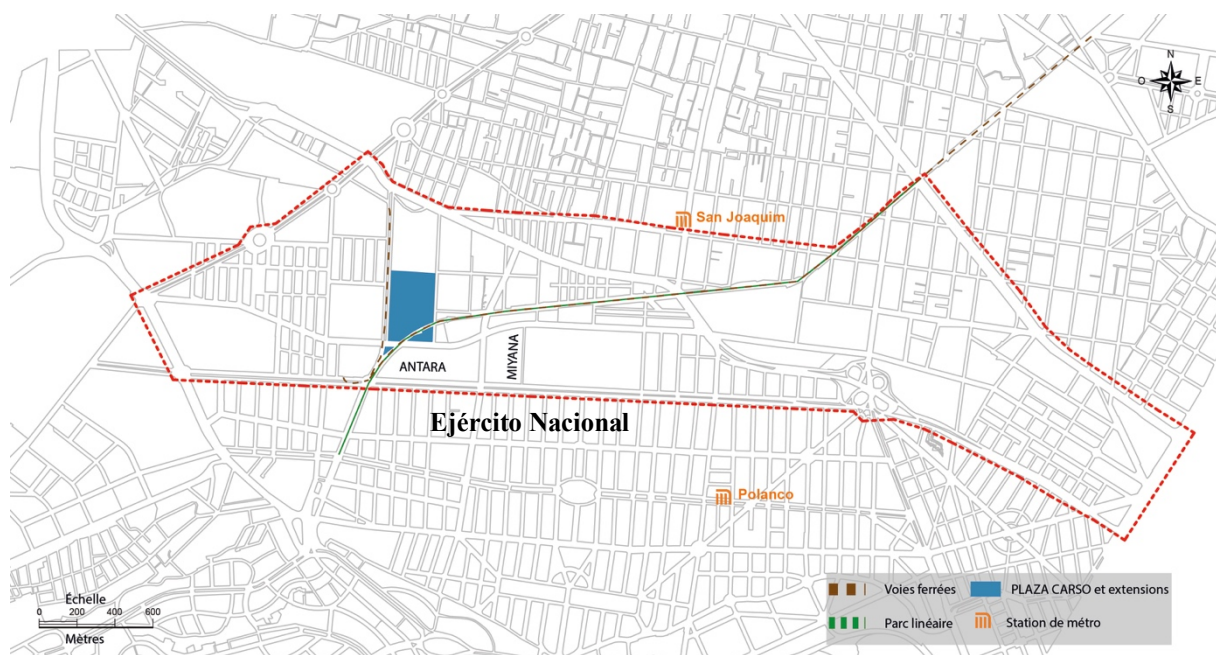 N
O E
S
San Joaquim
ANTARA
MIYANA
Ejército Nacional
Polanco
Échelle
0 200 400 600
Mètres
Voies ferrées
PLAZA CARSO et extensions
Parc linéaire
Station de métro